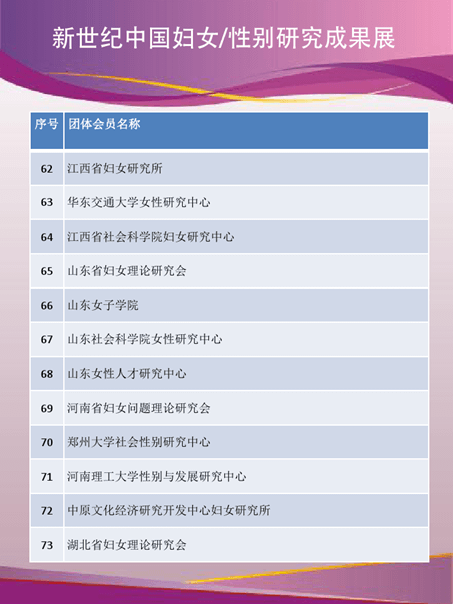 新世纪中国妇女/性别研究成果展
序号 团体会员名称
62 江西省妇女研究所
63 华东交通大学女性研究中心
64 江西省社会科学院妇女研究中心
65 山东省妇女理论研究会
66 山东女子学院
67 山东社会科学院女性研究中心
68 山东女性人才研究中心
69 河南省妇女问题理论研究会
70 郑州大学社会性别研究中心
71 河南理工大学性别与发展研究中心
72 中原文化经济研究开发中心妇女研究所
73 湖北省妇女理论研究会